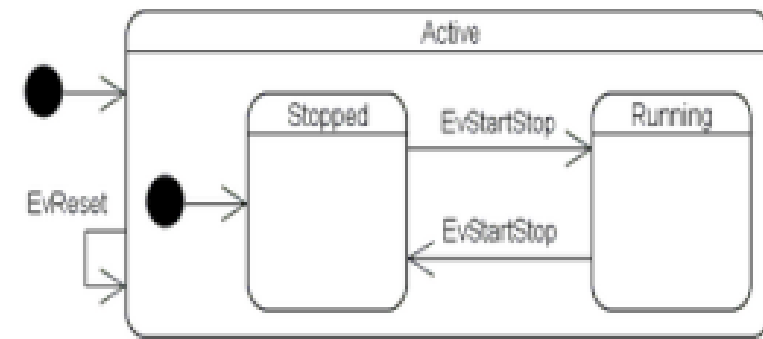 Active
Stopped
EvStartStop
Running
EvReset
EvStartStop